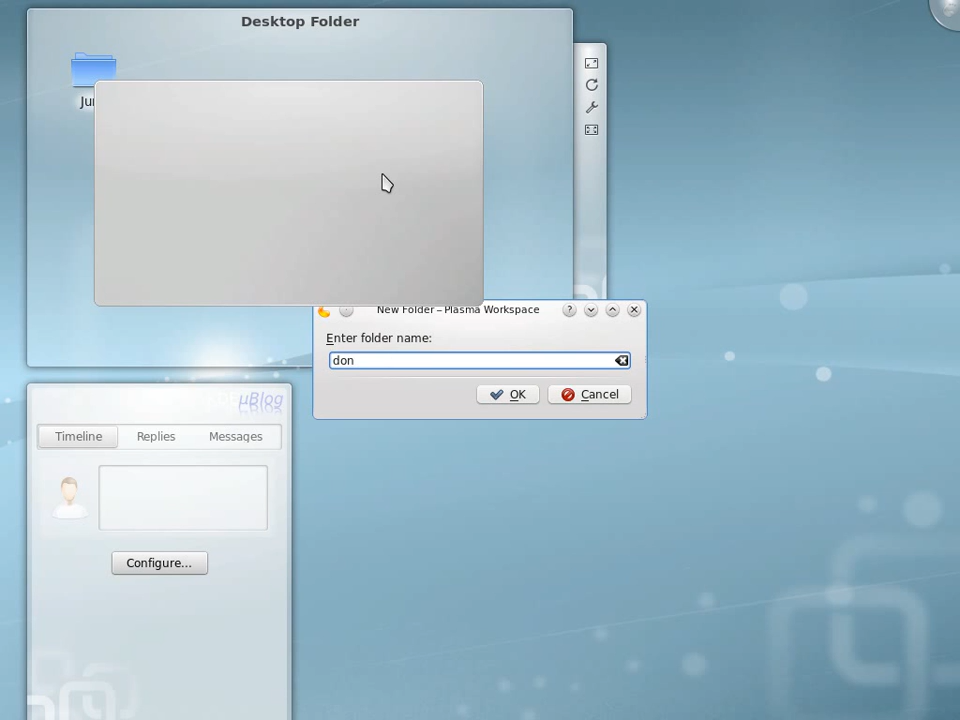 Desktop Folder
New Folder – Plasma Workspace
Enter folder name:
don
OK
Cancel
µBlog
Timeline
Replies
Messages
Configure...